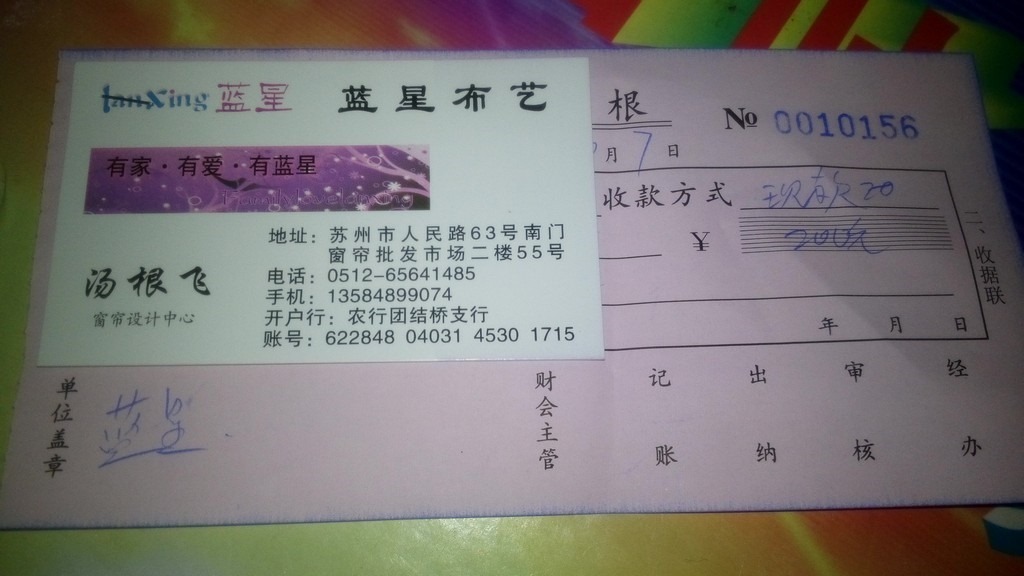 LanXing 蓝星 蓝星布艺
有家·有爱·有蓝星
地址：苏州市人民路63号南门
窗帘批发市场二楼55号
电话：0512-65641485
手机：13584899074
开户行：农行团结桥支行
账号：622848 04031 4530 1715
汤根飞
窗帘设计中心
根
№ 0010156
月 7 日
收款方式
¥ 200元
年 月 日
二、收据联
单位盖章
蓝星
财会主管
记账
出纳
审核
经办